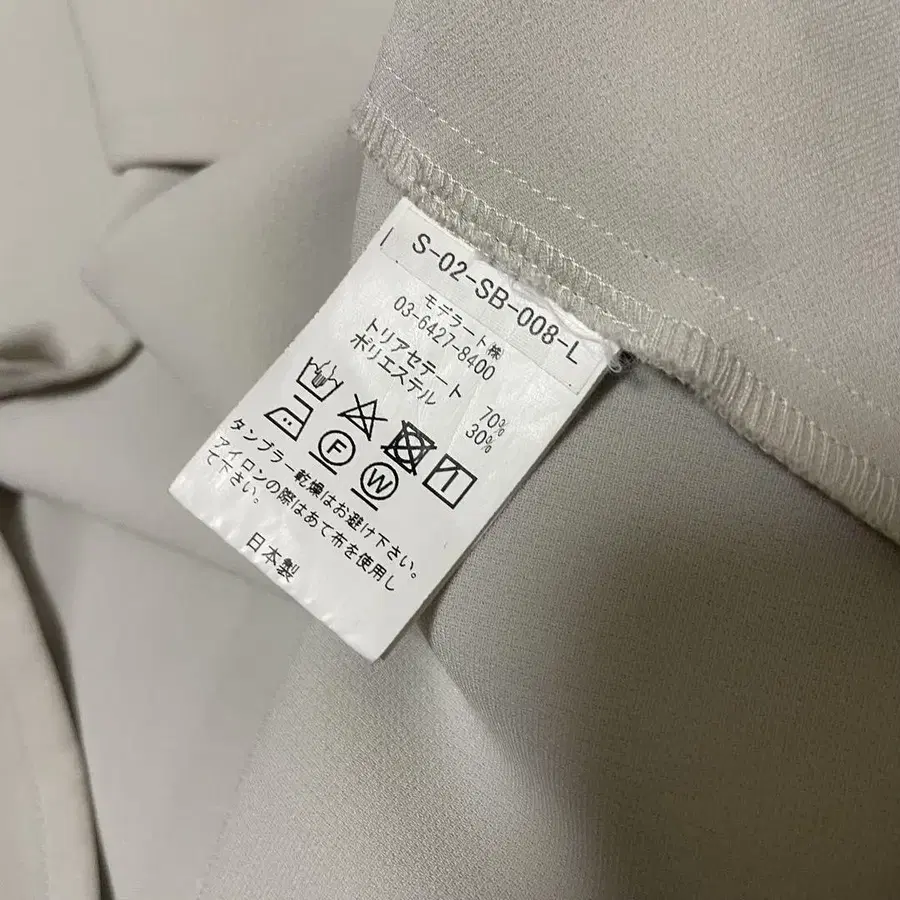 S-02-SB-008-L
モデラート㈱
03-6427-8400
トリアセテート 70%
ポリエステル 30%
F
W
タンブラー乾燥はお避け下さい。
アイロンの際はあて布を使用し
て下さい。
日本製